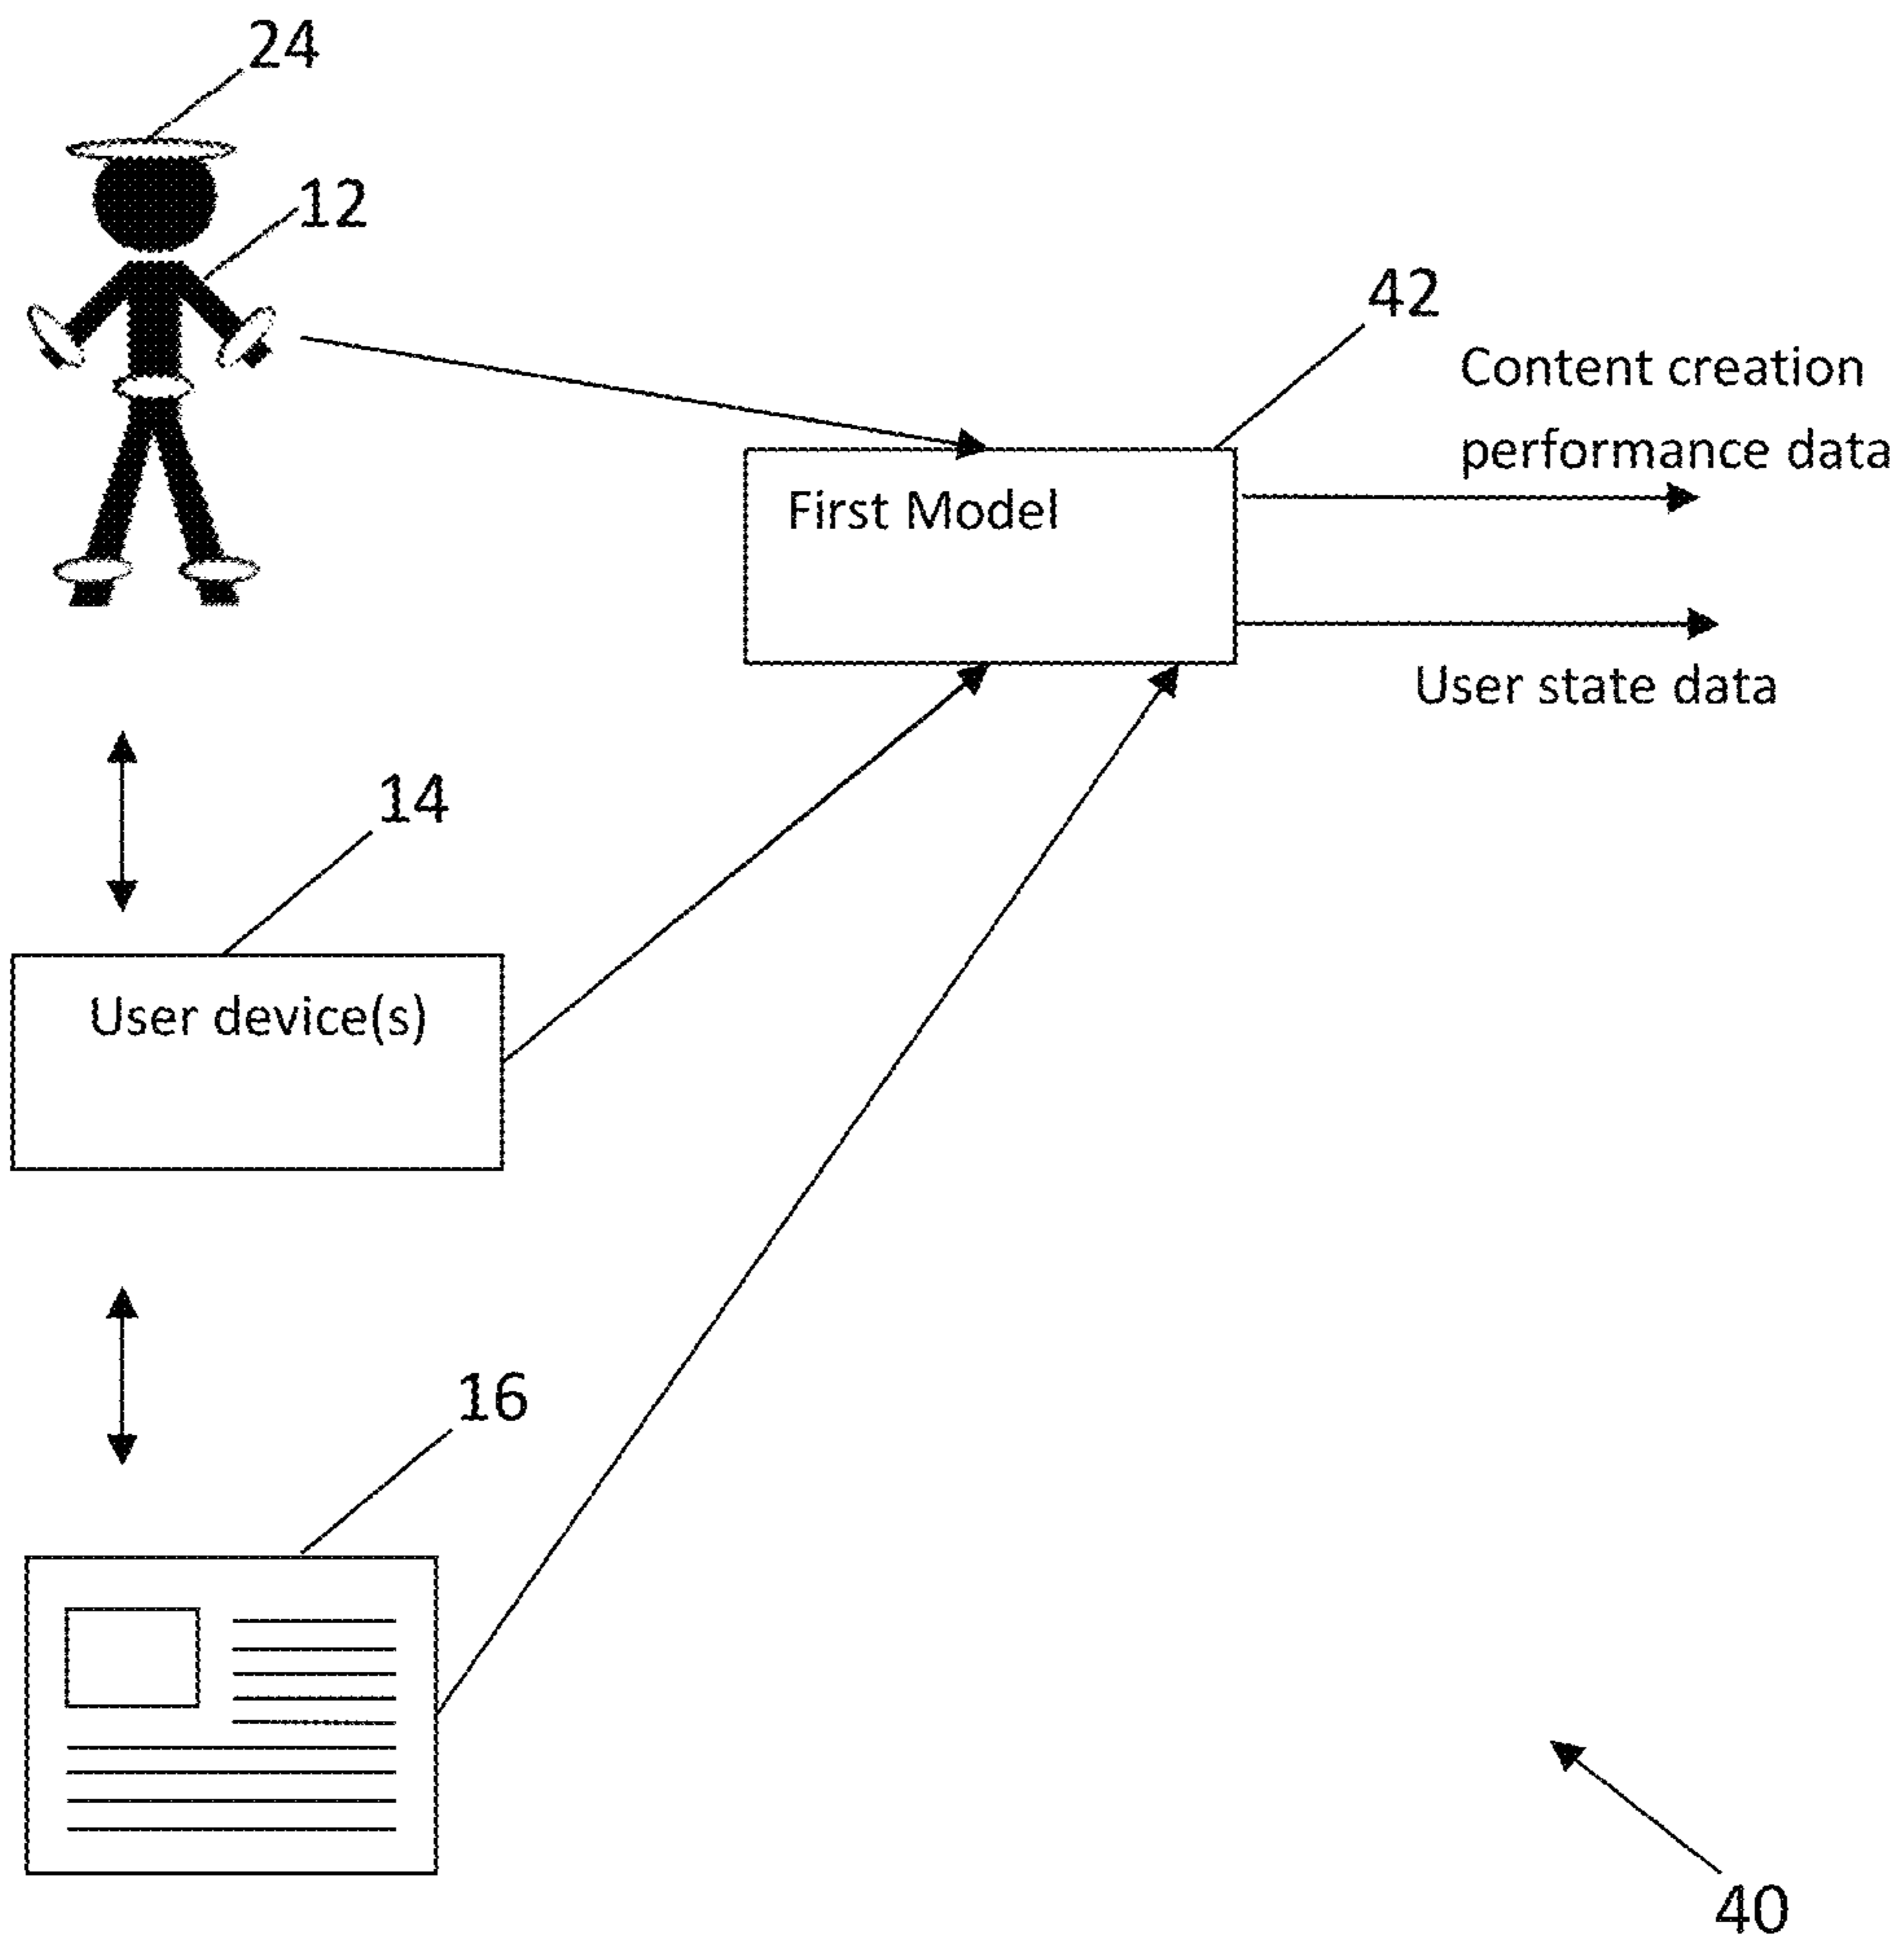 24
12
42
Content creation
performance data
First Model
User state data
14
User device(s)
16
40